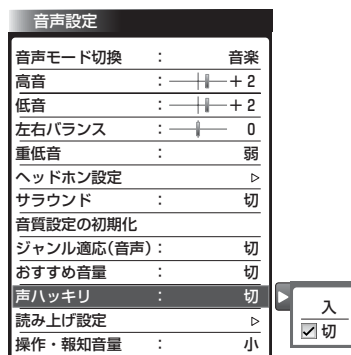 音声設定
音声モード切換 : 音楽
高音 : +2
低音 : +2
左右バランス : 0
重低音 : 弱
ヘッドホン設定
サラウンド : 切
音質設定の初期化
ジャンル適応(音声) : 切
おすすめ音量 : 切
声ハッキリ : 切
入
切
読み上げ設定
操作・報知音量 : 小